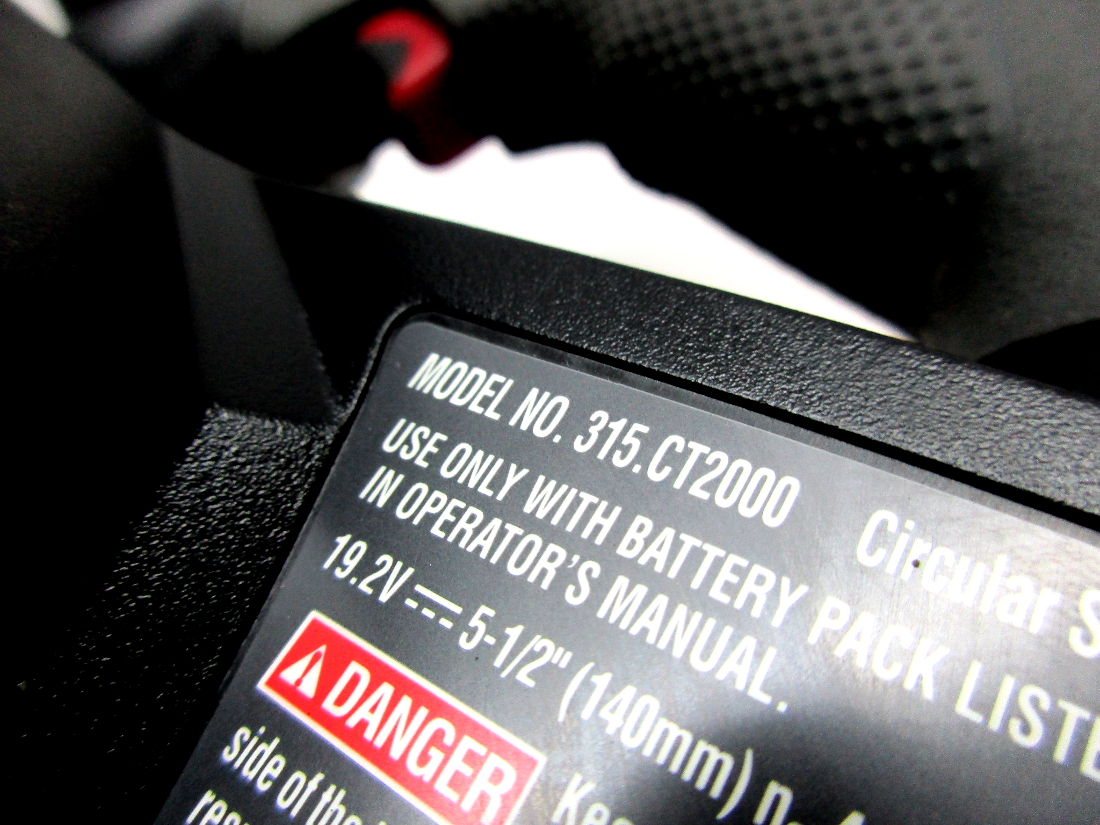 MODEL NO. 315.CT2000 Circular S
USE ONLY WITH BATTERY PACK LISTE
IN OPERATOR'S MANUAL.
19.2V ⎓ 5-1/2" (140mm) n₀
DANGER
side of the